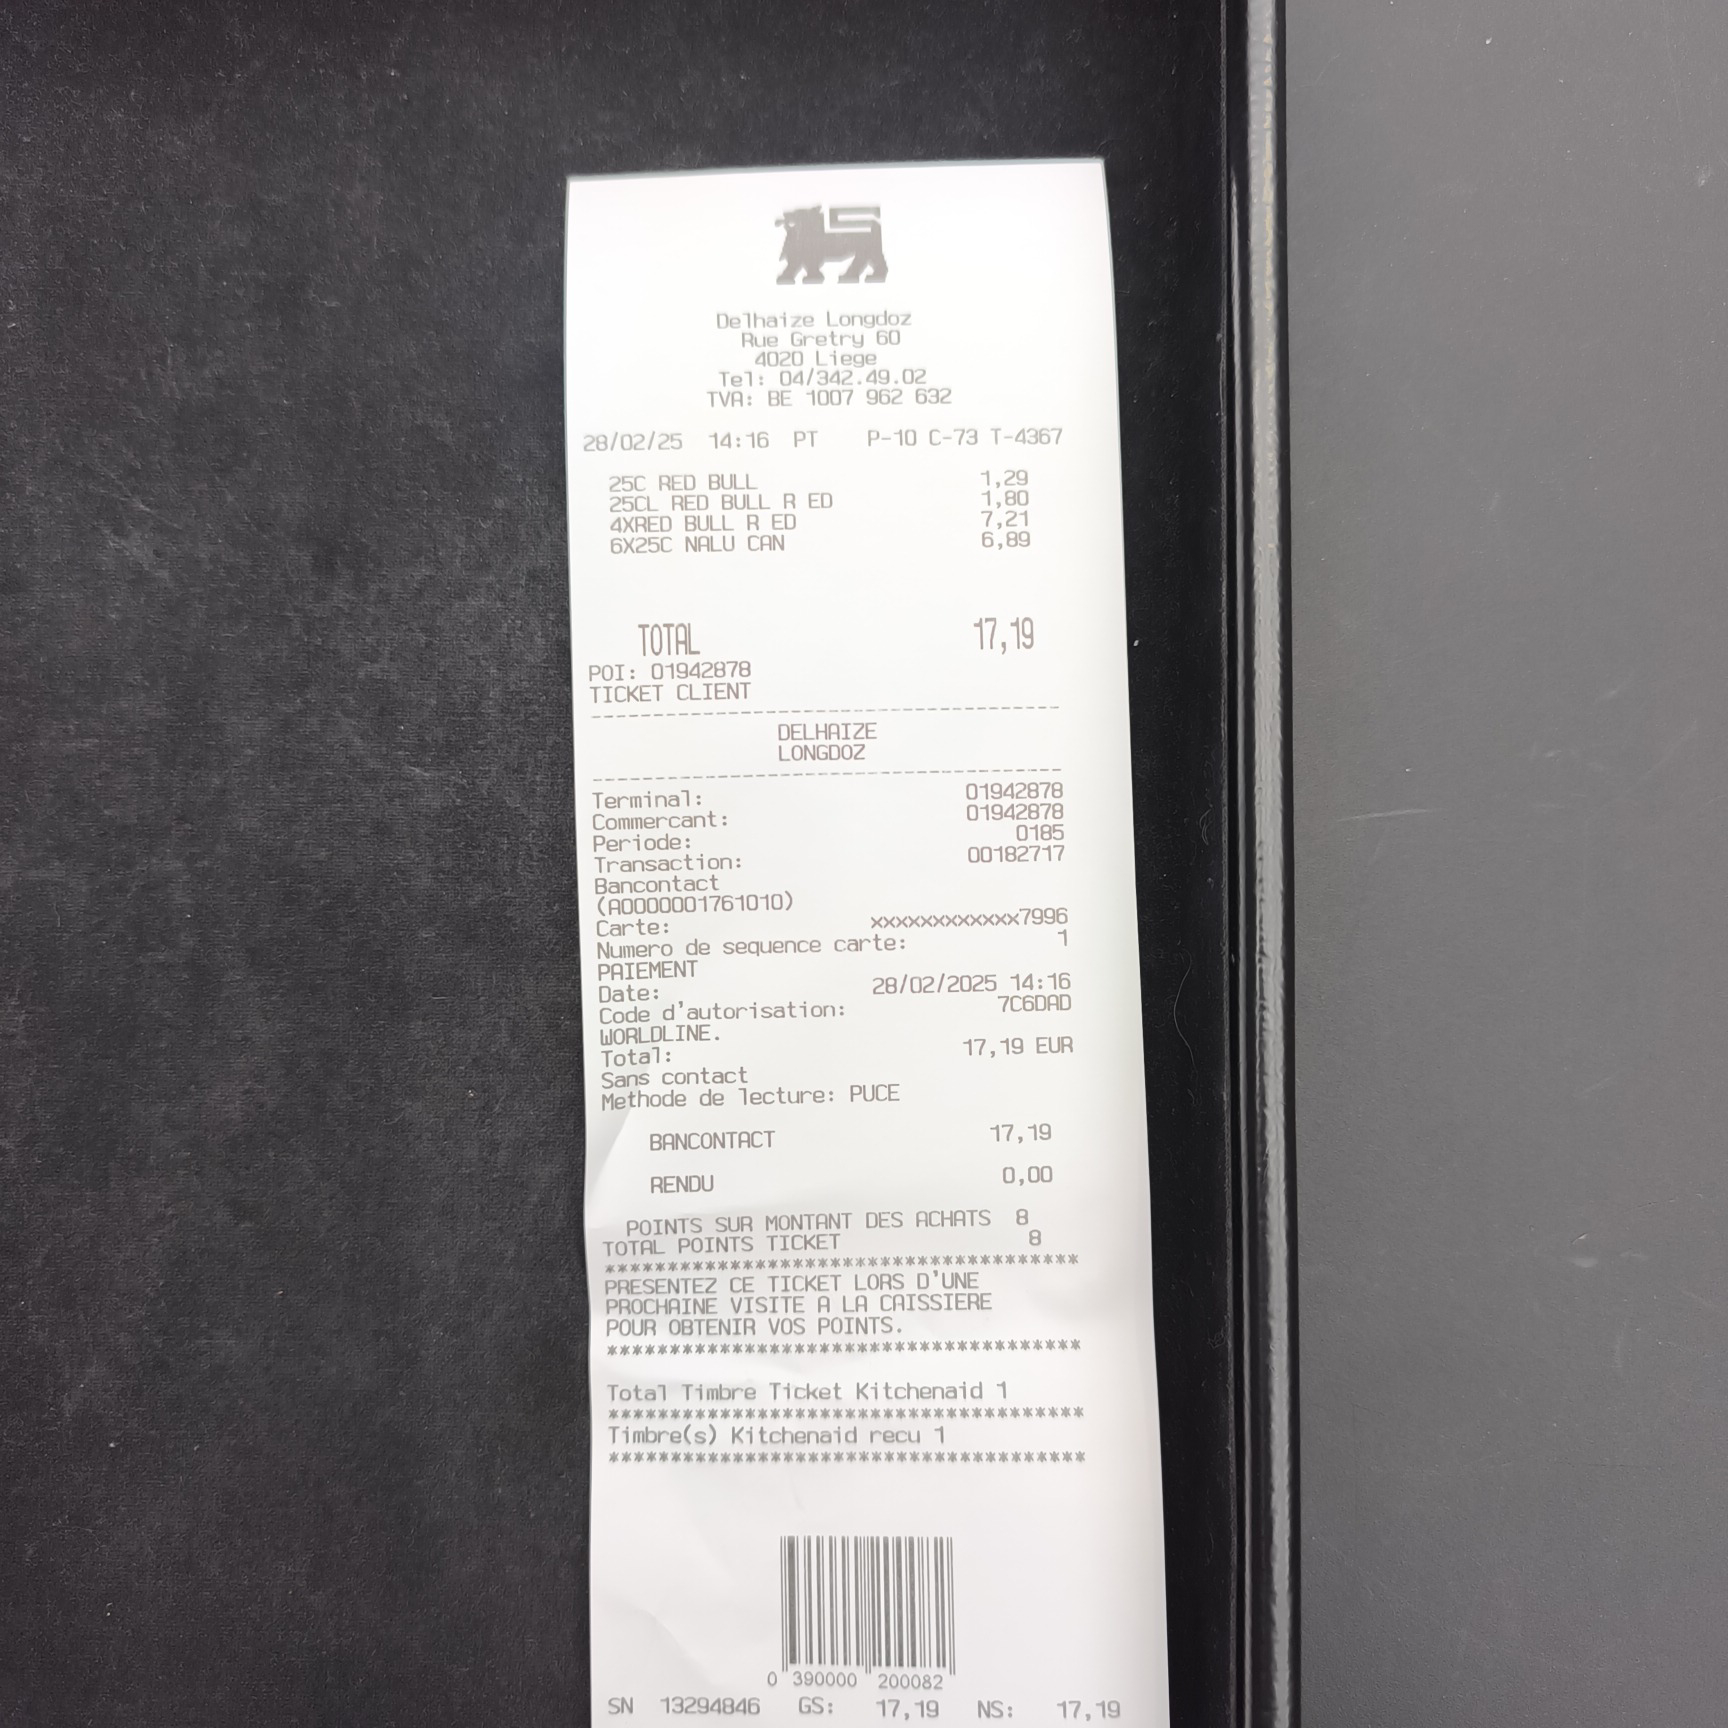 Delhaize Longdoz
Rue Gretry 60
4020 Liege
Tel: 04/342.49.02
TVA: BE 1007 962 632
28/02/25 14:16 PT P-10 C-73 T-4367
25C RED BULL 1,29
25CL RED BULL R ED 1,80
4XRED BULL R ED 7,21
6X25C NALU CAN 6,89
TOTAL 17,19
POI: 01942878
TICKET CLIENT
DELHAIZE
LONGDOZ
Terminal: 01942878
Commercant: 01942878
Periode: 0185
Transaction: 00182717
Bancontact
(A0000001761010)
Carte: xxxxxxxxxxxx7996
Numero de sequence carte: 1
PAIEMENT
Date: 28/02/2025 14:16
Code d'autorisation: 7C6DAD
WORLDLINE.
Total: 17,19 EUR
Sans contact
Methode de lecture: PUCE
BANCONTACT 17,19
RENDU 0,00
POINTS SUR MONTANT DES ACHATS 8
TOTAL POINTS TICKET 8
**************************************
PRESENTEZ CE TICKET LORS D'UNE
PROCHAINE VISITE A LA CAISSIERE
POUR OBTENIR VOS POINTS.
**************************************
Total Timbre Ticket Kitchenaid 1
**************************************
Timbre(s) Kitchenaid recu 1
**************************************
0 390000 200082
SN 13294846 GS: 17,19 NS: 17,19